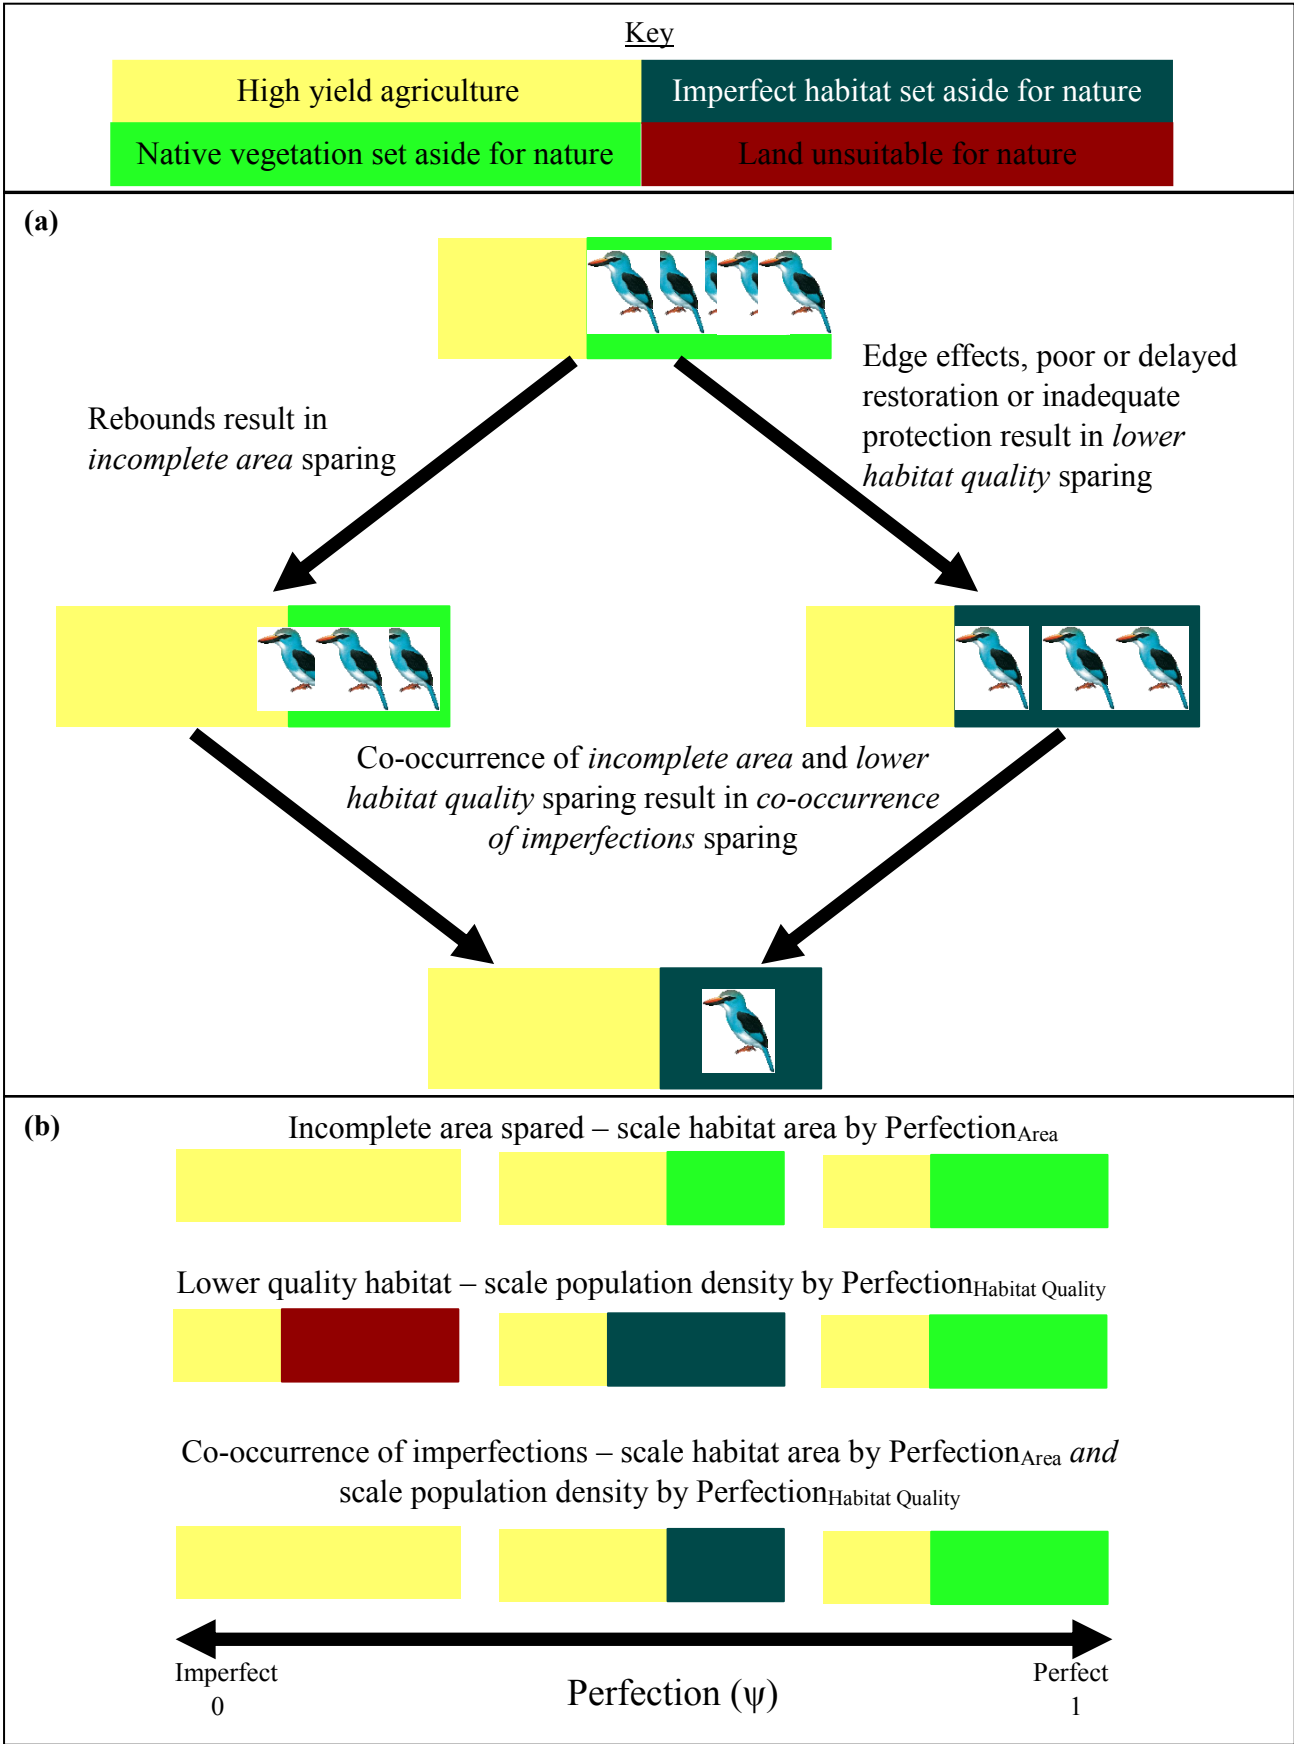 Key
High yield agriculture
Imperfect habitat set aside for nature
Native vegetation set aside for nature
Land unsuitable for nature
(a)
Edge effects, poor or delayed
restoration or inadequate
protection result in lower
habitat quality sparing
Rebounds result in
incomplete area sparing
Co-occurrence of incomplete area and lower
habitat quality sparing result in co-occurrence
of imperfections sparing
(b)
Incomplete area spared – scale habitat area by PerfectionArea
Lower quality habitat – scale population density by PerfectionHabitat Quality
Co-occurrence of imperfections – scale habitat area by PerfectionArea and
scale population density by PerfectionHabitat Quality
Imperfect
0
Perfection (ψ)
Perfect
1